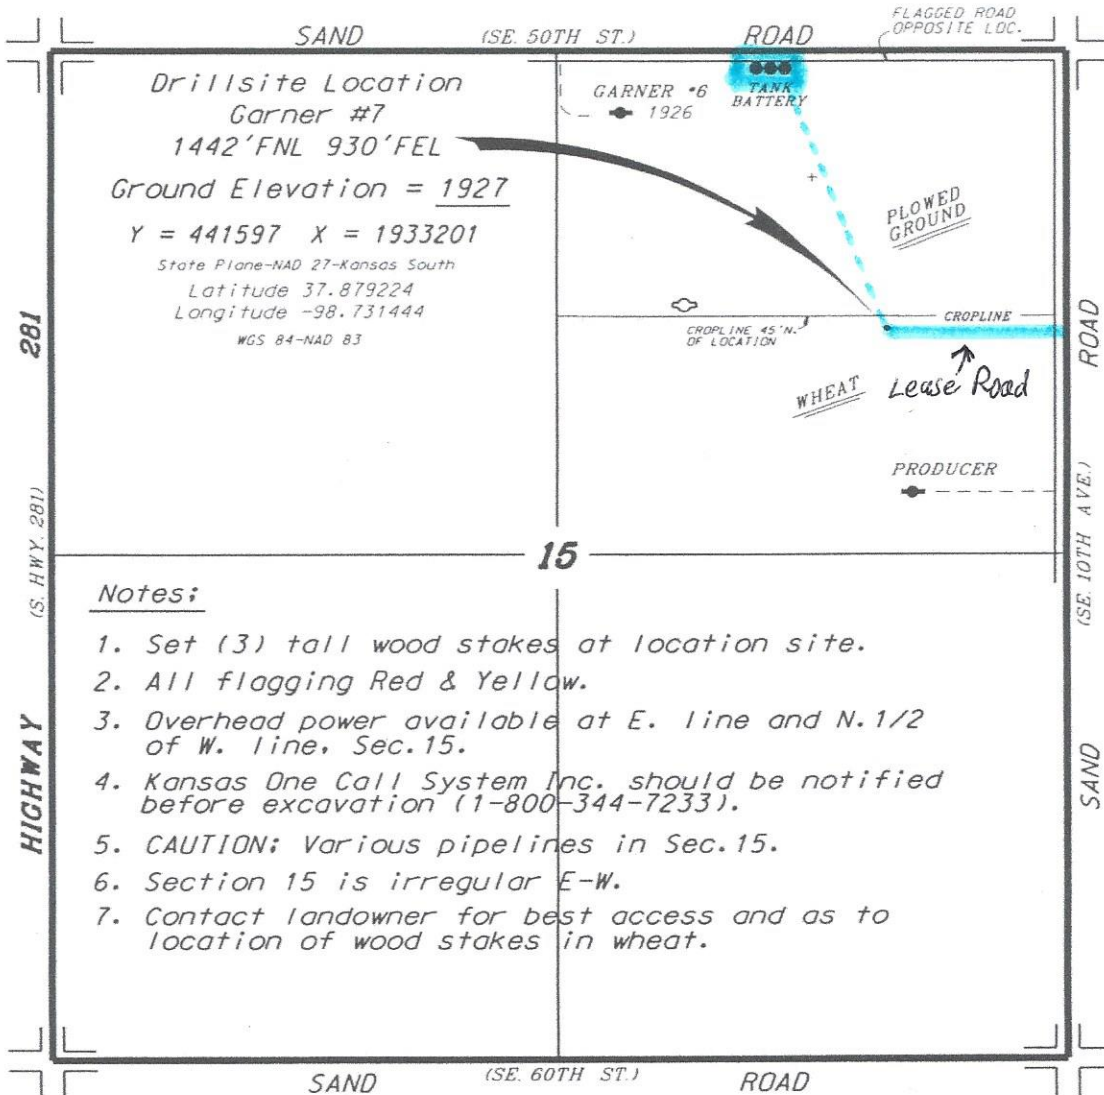 SAND (SE. 50TH ST.) ROAD
FLAGGED ROAD
OPPOSITE LOC.
Drillsite Location
Garner #7
1442'FNL 930'FEL
Ground Elevation = 1927
Y = 441597 X = 1933201
State Plane-NAD 27-Kansas South
Latitude 37.879224
Longitude -98.731444
WGS 84-NAD 83
GARNER #6
1926
TANK
BATTERY
PLOWED
GROUND
CROPLINE
CROPLINE 45'N.
OF LOCATION
WHEAT
Lease Road
PRODUCER
15
HIGHWAY (S. HWY. 281) 281
SAND (SE. 10TH AVE.) ROAD
Notes:
1. Set (3) tall wood stakes at location site.
2. All flagging Red & Yellow.
3. Overhead power available at E. line and N.1/2
of W. line, Sec.15.
4. Kansas One Call System Inc. should be notified
before excavation (1-800-344-7233).
5. CAUTION: Various pipelines in Sec.15.
6. Section 15 is irregular E-W.
7. Contact landowner for best access and as to
location of wood stakes in wheat.
SAND (SE. 60TH ST.) ROAD